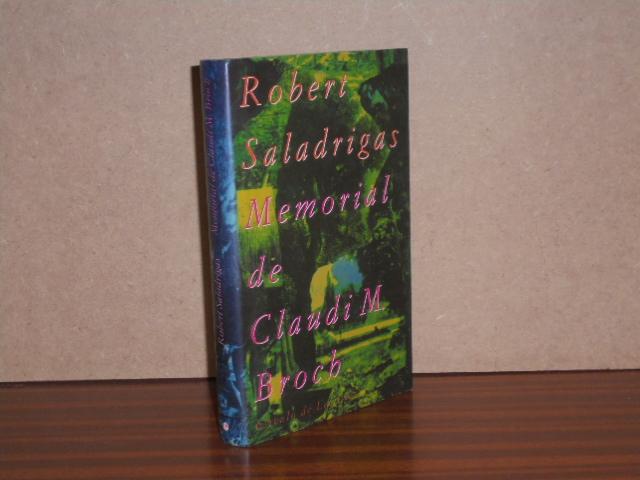 Robert
Saladrigas
Memorial
de
Claudi M
Broch
Robert Saladrigas Memorial de Claudi M. Broch